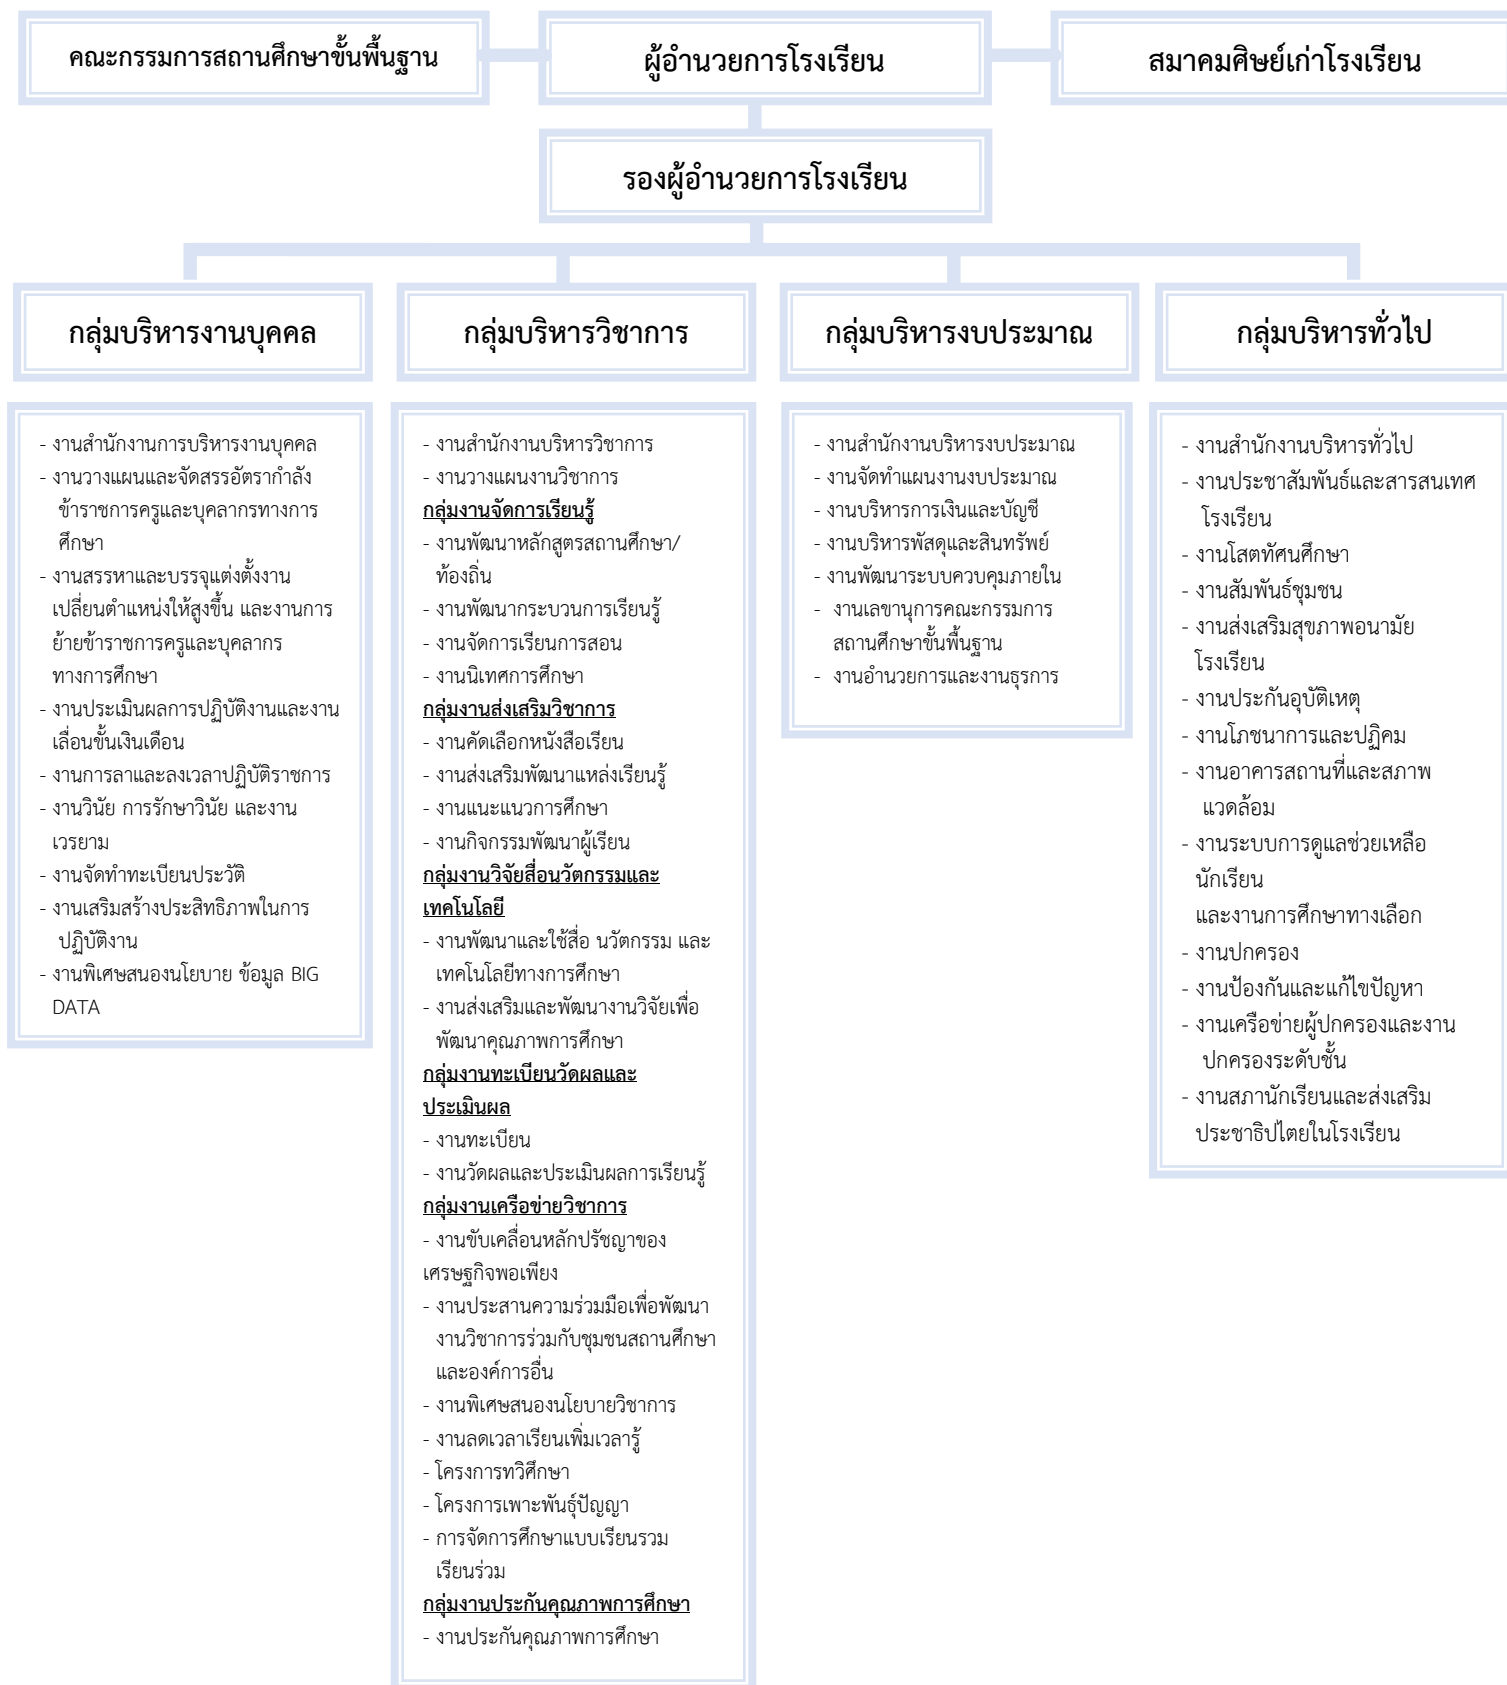 คณะกรรมการสถานศึกษาขั้นพื้นฐาน
ผู้อำนวยการโรงเรียน
สมาคมศิษย์เก่าโรงเรียน
รองผู้อำนวยการโรงเรียน
กลุ่มบริหารงานบุคคล
กลุ่มบริหารวิชาการ
กลุ่มบริหารงบประมาณ
กลุ่มบริหารทั่วไป
- งานสำนักงานการบริหารงานบุคคล
- งานวางแผนและจัดสรรอัตรากำลัง
ข้าราชการครูและบุคลากรทางการ
ศึกษา
- งานสรรหาและบรรจุแต่งตั้งงาน
เปลี่ยนตำแหน่งให้สูงขึ้น และงานการ
ย้ายข้าราชการครูและบุคลากร
ทางการศึกษา
- งานประเมินผลการปฏิบัติงานและงาน
เลื่อนขั้นเงินเดือน
- งานการลาและลงเวลาปฏิบัติราชการ
- งานวินัย การรักษาวินัย และงาน
เวรยาม
- งานจัดทำทะเบียนประวัติ
- งานเสริมสร้างประสิทธิภาพในการ
ปฏิบัติงาน
- งานพิเศษสนองนโยบาย ข้อมูล BIG
DATA
- งานสำนักงานบริหารวิชาการ
- งานวางแผนงานวิชาการ
กลุ่มงานจัดการเรียนรู้
- งานพัฒนาหลักสูตรสถานศึกษา/
ท้องถิ่น
- งานพัฒนากระบวนการเรียนรู้
- งานจัดการเรียนการสอน
- งานนิเทศการศึกษา
กลุ่มงานส่งเสริมวิชาการ
- งานคัดเลือกหนังสือเรียน
- งานส่งเสริมพัฒนาแหล่งเรียนรู้
- งานแนะแนวการศึกษา
- งานกิจกรรมพัฒนาผู้เรียน
กลุ่มงานวิจัยสื่อนวัตกรรมและ
เทคโนโลยี
- งานพัฒนาและใช้สื่อ นวัตกรรม และ
เทคโนโลยีทางการศึกษา
- งานส่งเสริมและพัฒนางานวิจัยเพื่อ
พัฒนาคุณภาพการศึกษา
กลุ่มงานทะเบียนวัดผลและ
ประเมินผล
- งานทะเบียน
- งานวัดผลและประเมินผลการเรียนรู้
กลุ่มงานเครือข่ายวิชาการ
- งานขับเคลื่อนหลักปรัชญาของ
เศรษฐกิจพอเพียง
- งานประสานความร่วมมือเพื่อพัฒนา
งานวิชาการร่วมกับชุมชนสถานศึกษา
และองค์การอื่น
- งานพิเศษสนองนโยบายวิชาการ
- งานลดเวลาเรียนเพิ่มเวลารู้
- โครงการทวิศึกษา
- โครงการเพาะพันธุ์ปัญญา
- การจัดการศึกษาแบบเรียนรวม
เรียนร่วม
กลุ่มงานประกันคุณภาพการศึกษา
- งานประกันคุณภาพการศึกษา
- งานสำนักงานบริหารงบประมาณ
- งานจัดทำแผนงานงบประมาณ
- งานบริหารการเงินและบัญชี
- งานบริหารพัสดุและสินทรัพย์
- งานพัฒนาระบบควบคุมภายใน
- งานเลขานุการคณะกรรมการ
สถานศึกษาขั้นพื้นฐาน
- งานอำนวยการและงานธุรการ
- งานสำนักงานบริหารทั่วไป
- งานประชาสัมพันธ์และสารสนเทศ
โรงเรียน
- งานโสตทัศนศึกษา
- งานสัมพันธ์ชุมชน
- งานส่งเสริมสุขภาพอนามัย
โรงเรียน
- งานประกันอุบัติเหตุ
- งานโภชนาการและปฏิคม
- งานอาคารสถานที่และสภาพ
แวดล้อม
- งานระบบการดูแลช่วยเหลือ
นักเรียน
และงานการศึกษาทางเลือก
- งานปกครอง
- งานป้องกันและแก้ไขปัญหา
- งานเครือข่ายผู้ปกครองและงาน
ปกครองระดับชั้น
- งานสภานักเรียนและส่งเสริม
ประชาธิปไตยในโรงเรียน